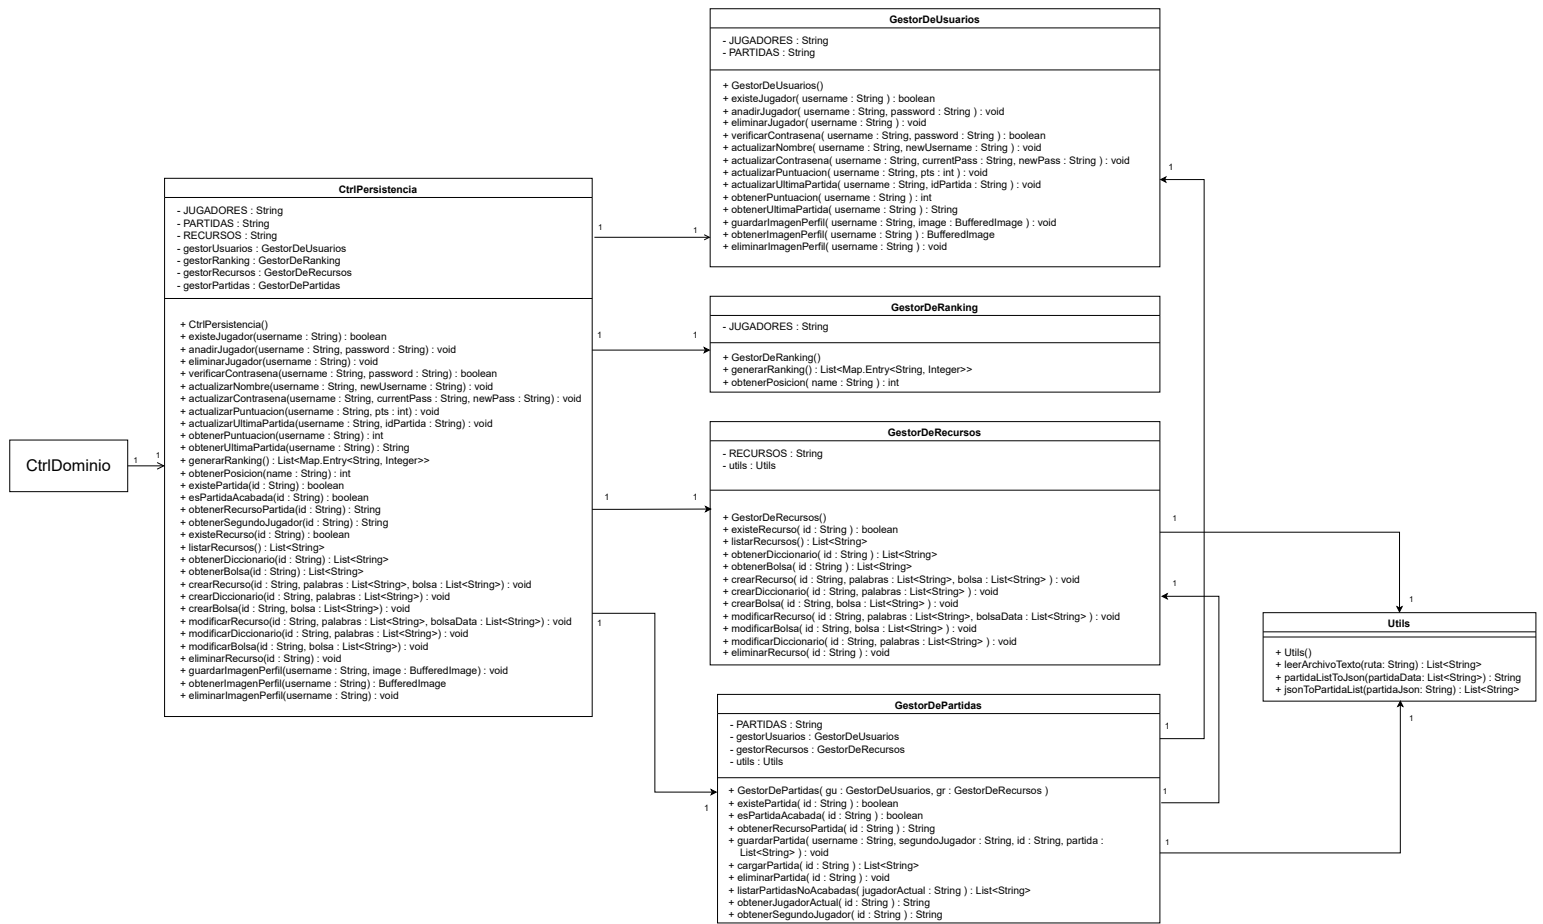 CtrlDominio
1
1
CtrlPersistencia
- JUGADORES : String
- PARTIDAS : String
- RECURSOS : String
- gestorUsuarios : GestorDeUsuarios
- gestorRanking : GestorDeRanking
- gestorRecursos : GestorDeRecursos
- gestorPartidas : GestorDePartidas
+ CtrlPersistencia()
+ existeJugador(username : String) : boolean
+ anadirJugador(username : String, password : String) : void
+ eliminarJugador(username : String) : void
+ verificarContrasena(username : String, password : String) : boolean
+ actualizarNombre(username : String, newUsername : String) : void
+ actualizarContrasena(username : String, currentPass : String, newPass : String) : void
+ actualizarPuntuacion(username : String, pts : int) : void
+ actualizarUltimaPartida(username : String, idPartida : String) : void
+ obtenerPuntuacion(username : String) : int
+ obtenerUltimaPartida(username : String) : String
+ generarRanking() : List<Map.Entry<String, Integer>>
+ obtenerPosicion(name : String) : int
+ existePartida(id : String) : boolean
+ esPartidaAcabada(id : String) : boolean
+ obtenerRecursoPartida(id : String) : String
+ obtenerSegundoJugador(id : String) : String
+ existeRecurso(id : String) : boolean
+ listarRecursos() : List<String>
+ obtenerDiccionario(id : String) : List<String>
+ obtenerBolsa(id : String) : List<String>
+ crearRecurso(id : String, palabras : List<String>, bolsa : List<String>) : void
+ crearDiccionario(id : String, palabras : List<String>) : void
+ crearBolsa(id : String, bolsa : List<String>) : void
+ modificarRecurso(id : String, palabras : List<String>, bolsaData : List<String>) : void
+ modificarDiccionario(id : String, palabras : List<String>) : void
+ modificarBolsa(id : String, bolsa : List<String>) : void
+ eliminarRecurso(id : String) : void
+ guardarImagenPerfil(username : String, image : BufferedImage) : void
+ obtenerImagenPerfil(username : String) : BufferedImage
+ eliminarImagenPerfil(username : String) : void
1
1
1
1
1
1
1
1
GestorDeUsuarios
- JUGADORES : String
- PARTIDAS : String
+ GestorDeUsuarios()
+ existeJugador( username : String ) : boolean
+ anadirJugador( username : String, password : String ) : void
+ eliminarJugador( username : String ) : void
+ verificarContrasena( username : String, password : String ) : boolean
+ actualizarNombre( username : String, newUsername : String ) : void
+ actualizarContrasena( username : String, currentPass : String, newPass : String ) : void
+ actualizarPuntuacion( username : String, pts : int ) : void
+ actualizarUltimaPartida( username : String, idPartida : String ) : void
+ obtenerPuntuacion( username : String ) : int
+ obtenerUltimaPartida( username : String ) : String
+ guardarImagenPerfil( username : String, image : BufferedImage ) : void
+ obtenerImagenPerfil( username : String ) : BufferedImage
+ eliminarImagenPerfil( username : String ) : void
1
GestorDeRanking
- JUGADORES : String
+ GestorDeRanking()
+ generarRanking() : List<Map.Entry<String, Integer>>
+ obtenerPosicion( name : String ) : int
GestorDeRecursos
- RECURSOS : String
- utils : Utils
+ GestorDeRecursos()
+ existeRecurso( id : String ) : boolean
+ listarRecursos() : List<String>
+ obtenerDiccionario( id : String ) : List<String>
+ obtenerBolsa( id : String ) : List<String>
+ crearRecurso( id : String, palabras : List<String>, bolsa : List<String> ) : void
+ crearDiccionario( id : String, palabras : List<String> ) : void
+ crearBolsa( id : String, bolsa : List<String> ) : void
+ modificarRecurso( id : String, palabras : List<String>, bolsaData : List<String> ) : void
+ modificarBolsa( id : String, bolsa : List<String> ) : void
+ modificarDiccionario( id : String, palabras : List<String> ) : void
+ eliminarRecurso( id : String ) : void
1
1
GestorDePartidas
- PARTIDAS : String
- gestorUsuarios : GestorDeUsuarios
- gestorRecursos : GestorDeRecursos
- utils : Utils
+ GestorDePartidas( gu : GestorDeUsuarios, gr : GestorDeRecursos )
+ existePartida( id : String ) : boolean
+ esPartidaAcabada( id : String ) : boolean
+ obtenerRecursoPartida( id : String ) : String
+ guardarPartida( username : String, segundoJugador : String, id : String, partida :
List<String> ) : void
+ cargarPartida( id : String ) : List<String>
+ eliminarPartida( id : String ) : void
+ listarPartidasNoAcabadas( jugadorActual : String ) : List<String>
+ obtenerJugadorActual( id : String ) : String
+ obtenerSegundoJugador( id : String ) : String
1
1
1
1
Utils
+ Utils()
+ leerArchivoTexto(ruta: String) : List<String>
+ partidaListToJson(partidaData: List<String>) : String
+ jsonToPartidaList(partidaJson: String) : List<String>
1